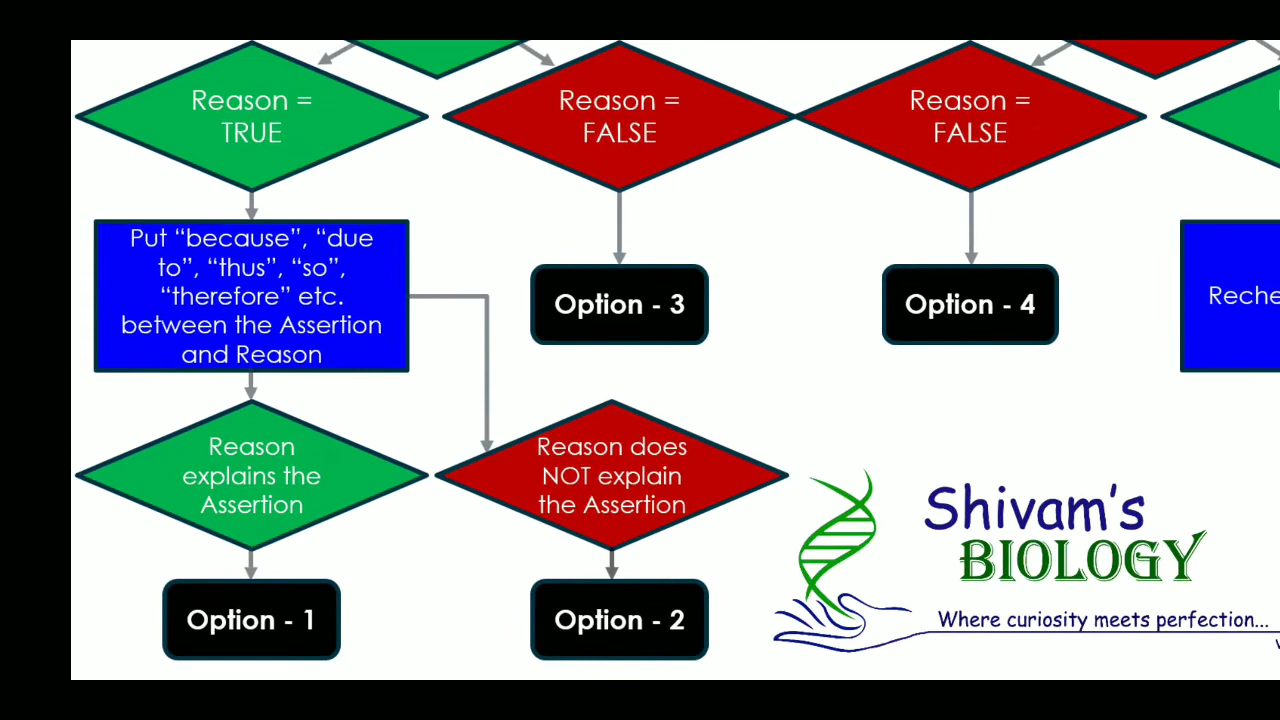 Reason =
TRUE
Reason =
FALSE
Reason =
FALSE
Put “because”, “due
to”, “thus”, “so”,
“therefore” etc.
between the Assertion
and Reason
Option - 3
Option - 4
Reason
explains the
Assertion
Reason does
NOT explain
the Assertion
Option - 1
Option - 2
Shivam's
BIOLOGY
Where curiosity meets perfection...